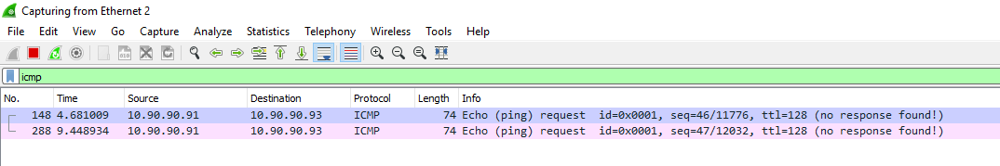 Capturing from Ethernet 2
File Edit View Go Capture Analyze Statistics Telephony Wireless Tools Help
icmp
No. Time Source Destination Protocol Length Info
148 4.681009 10.90.90.91 10.90.90.93 ICMP 74 Echo (ping) request id=0x0001, seq=46/11776, ttl=128 (no response found!)
288 9.448934 10.90.90.91 10.90.90.93 ICMP 74 Echo (ping) request id=0x0001, seq=47/12032, ttl=128 (no response found!)